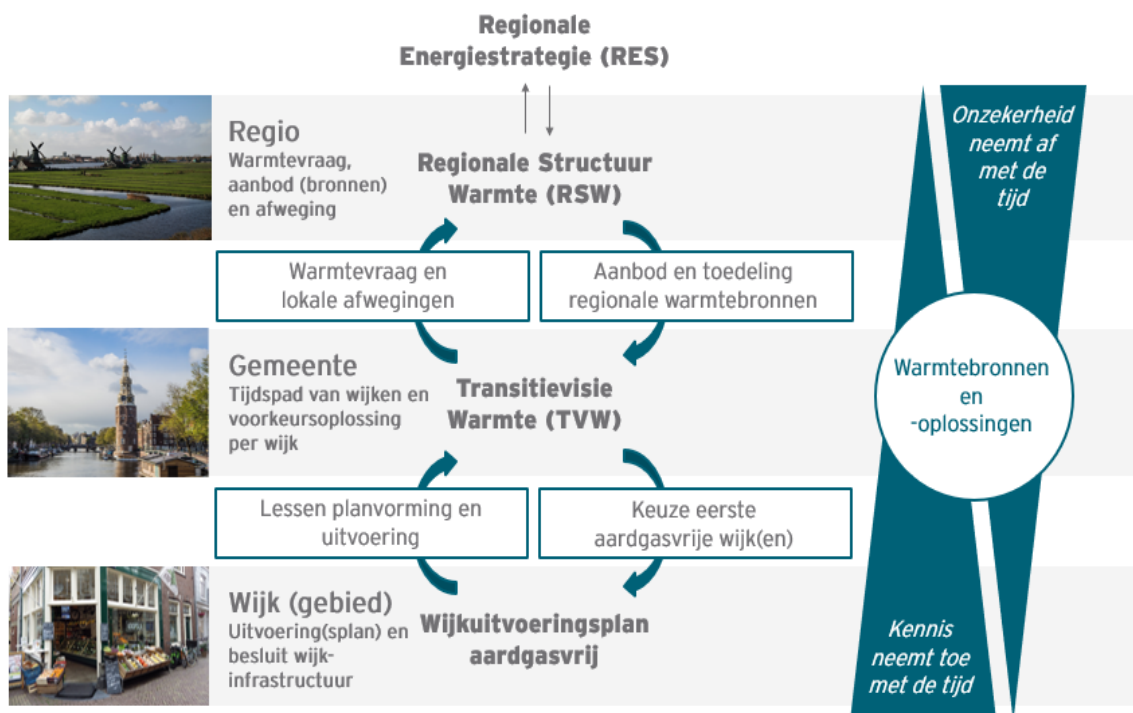 Regionale
Energiestrategie (RES)
Regio
Warmtevraag,
aanbod (bronnen)
en afweging
Regionale Structuur
Warmte (RSW)
Onzekerheid
neemt af
met de
tijd
Warmtevraag en
lokale afwegingen
Aanbod en toedeling
regionale warmtebronnen
Gemeente
Tijdspad van wijken en
voorkeursoplossing
per wijk
Transitievisie
Warmte (TVW)
Warmtebronnen
en
-oplossingen
Lessen planvorming en
uitvoering
Keuze eerste
aardgasvrije wijk(en)
Wijk (gebied)
Uitvoering(splan) en
besluit wijk-
infrastructuur
Wijkuitvoeringsplan
aardgasvrij
Kennis
neemt toe
met de tijd